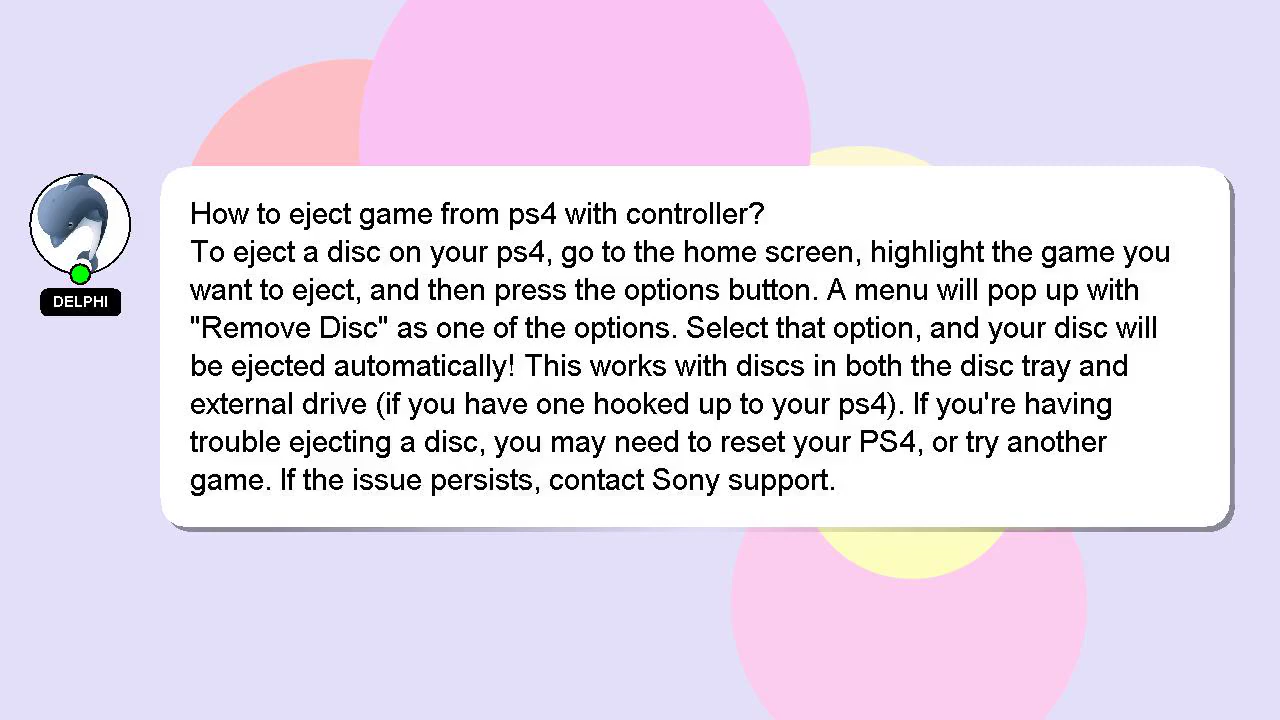 How to eject game from ps4 with controller?
To eject a disc on your ps4, go to the home screen, highlight the game you
want to eject, and then press the options button. A menu will pop up with
"Remove Disc" as one of the options. Select that option, and your disc will
be ejected automatically! This works with discs in both the disc tray and
external drive (if you have one hooked up to your ps4). If you're having
trouble ejecting a disc, you may need to reset your PS4, or try another
game. If the issue persists, contact Sony support.
DELPHI